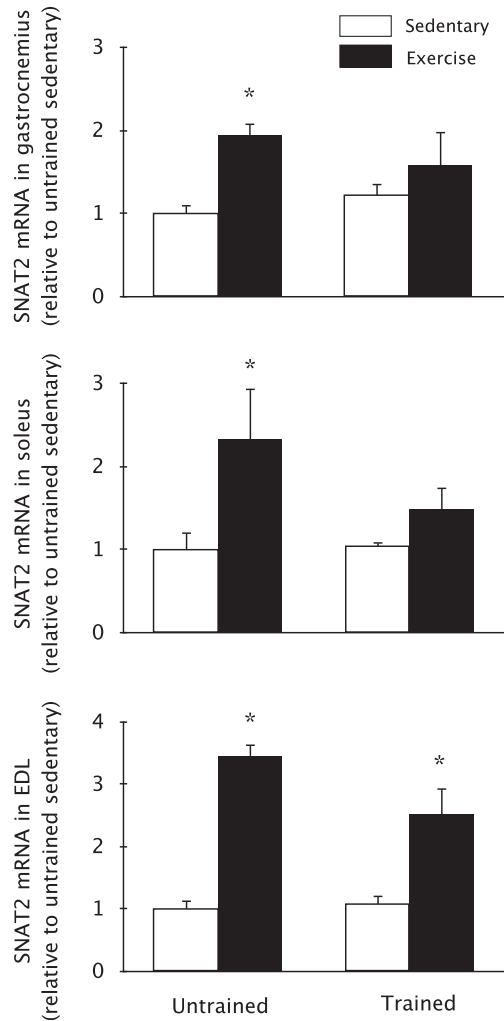 Sedentary
Exercise
SNAT2 mRNA in gastrocnemius
(relative to untrained sedentary)
3
2
1
0
*
SNAT2 mRNA in soleus
(relative to untrained sedentary)
3
2
1
0
*
SNAT2 mRNA in EDL
(relative to untrained sedentary)
4
3
2
1
0
*
*
Untrained
Trained